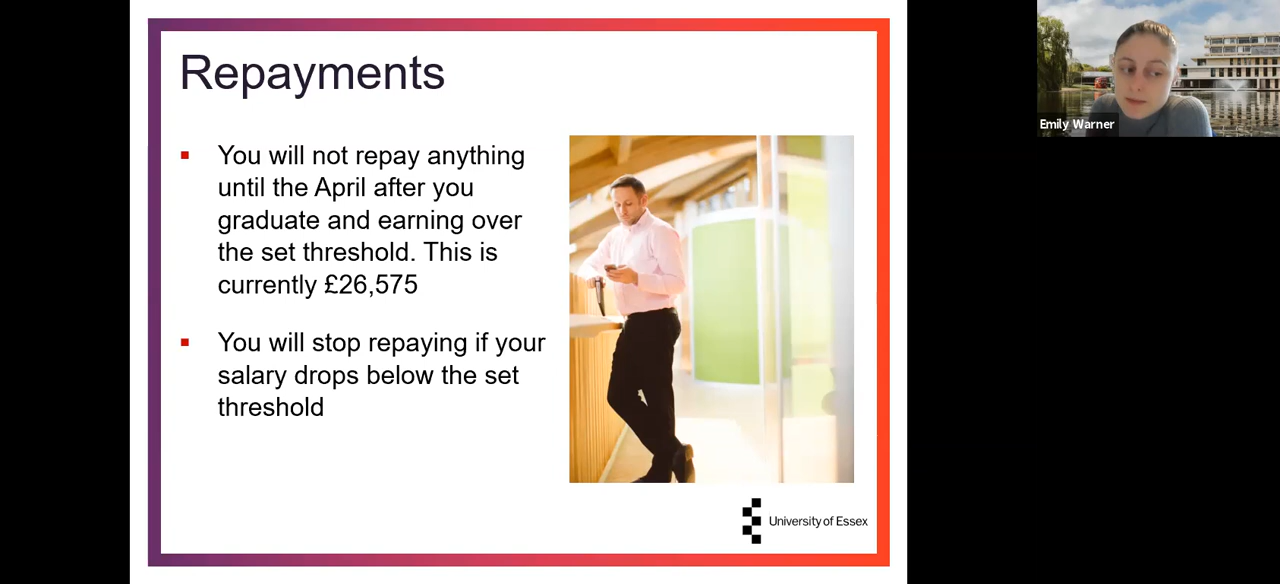 Repayments
You will not repay anything
until the April after you
graduate and earning over
the set threshold. This is
currently £26,575
You will stop repaying if your
salary drops below the set
threshold
University of Essex
Emily Warner